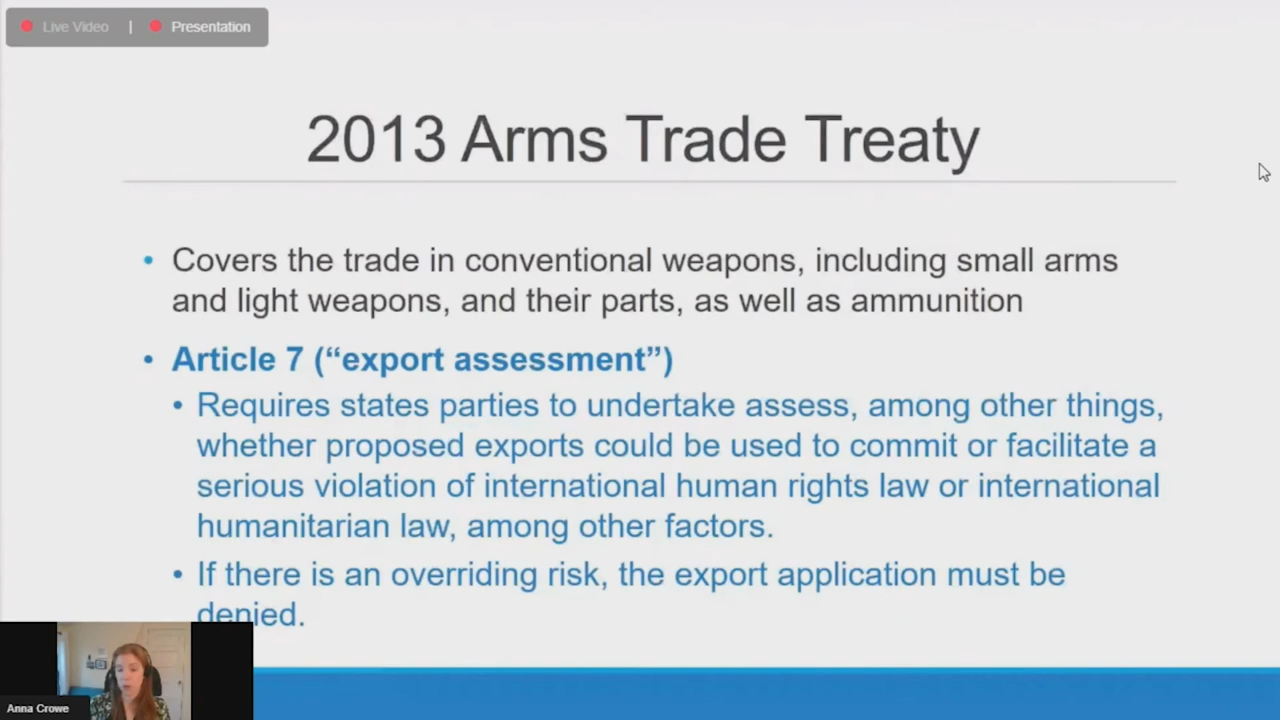 Live Video | Presentation
2013 Arms Trade Treaty
• Covers the trade in conventional weapons, including small arms
and light weapons, and their parts, as well as ammunition
• Article 7 (“export assessment”)
• Requires states parties to undertake assess, among other things,
whether proposed exports could be used to commit or facilitate a
serious violation of international human rights law or international
humanitarian law, among other factors.
• If there is an overriding risk, the export application must be
denied.
Anna Crowe